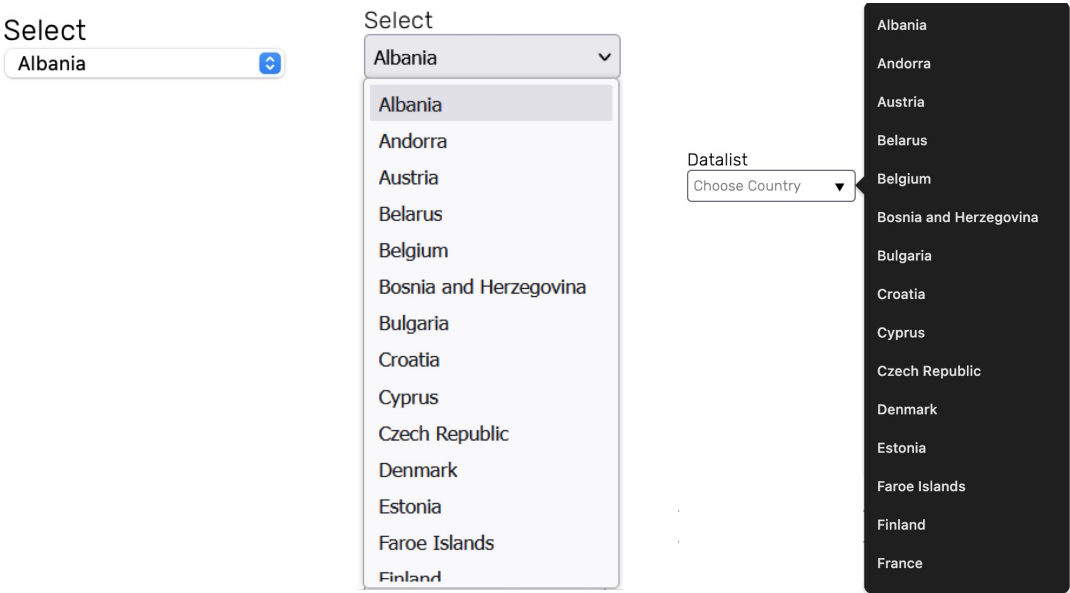 Select
Albania
Select
Albania
Albania
Andorra
Austria
Belarus
Belgium
Bosnia and Herzegovina
Bulgaria
Croatia
Cyprus
Czech Republic
Denmark
Estonia
Faroe Islands
Finland
Datalist
Choose Country
Albania
Andorra
Austria
Belarus
Belgium
Bosnia and Herzegovina
Bulgaria
Croatia
Cyprus
Czech Republic
Denmark
Estonia
Faroe Islands
Finland
France